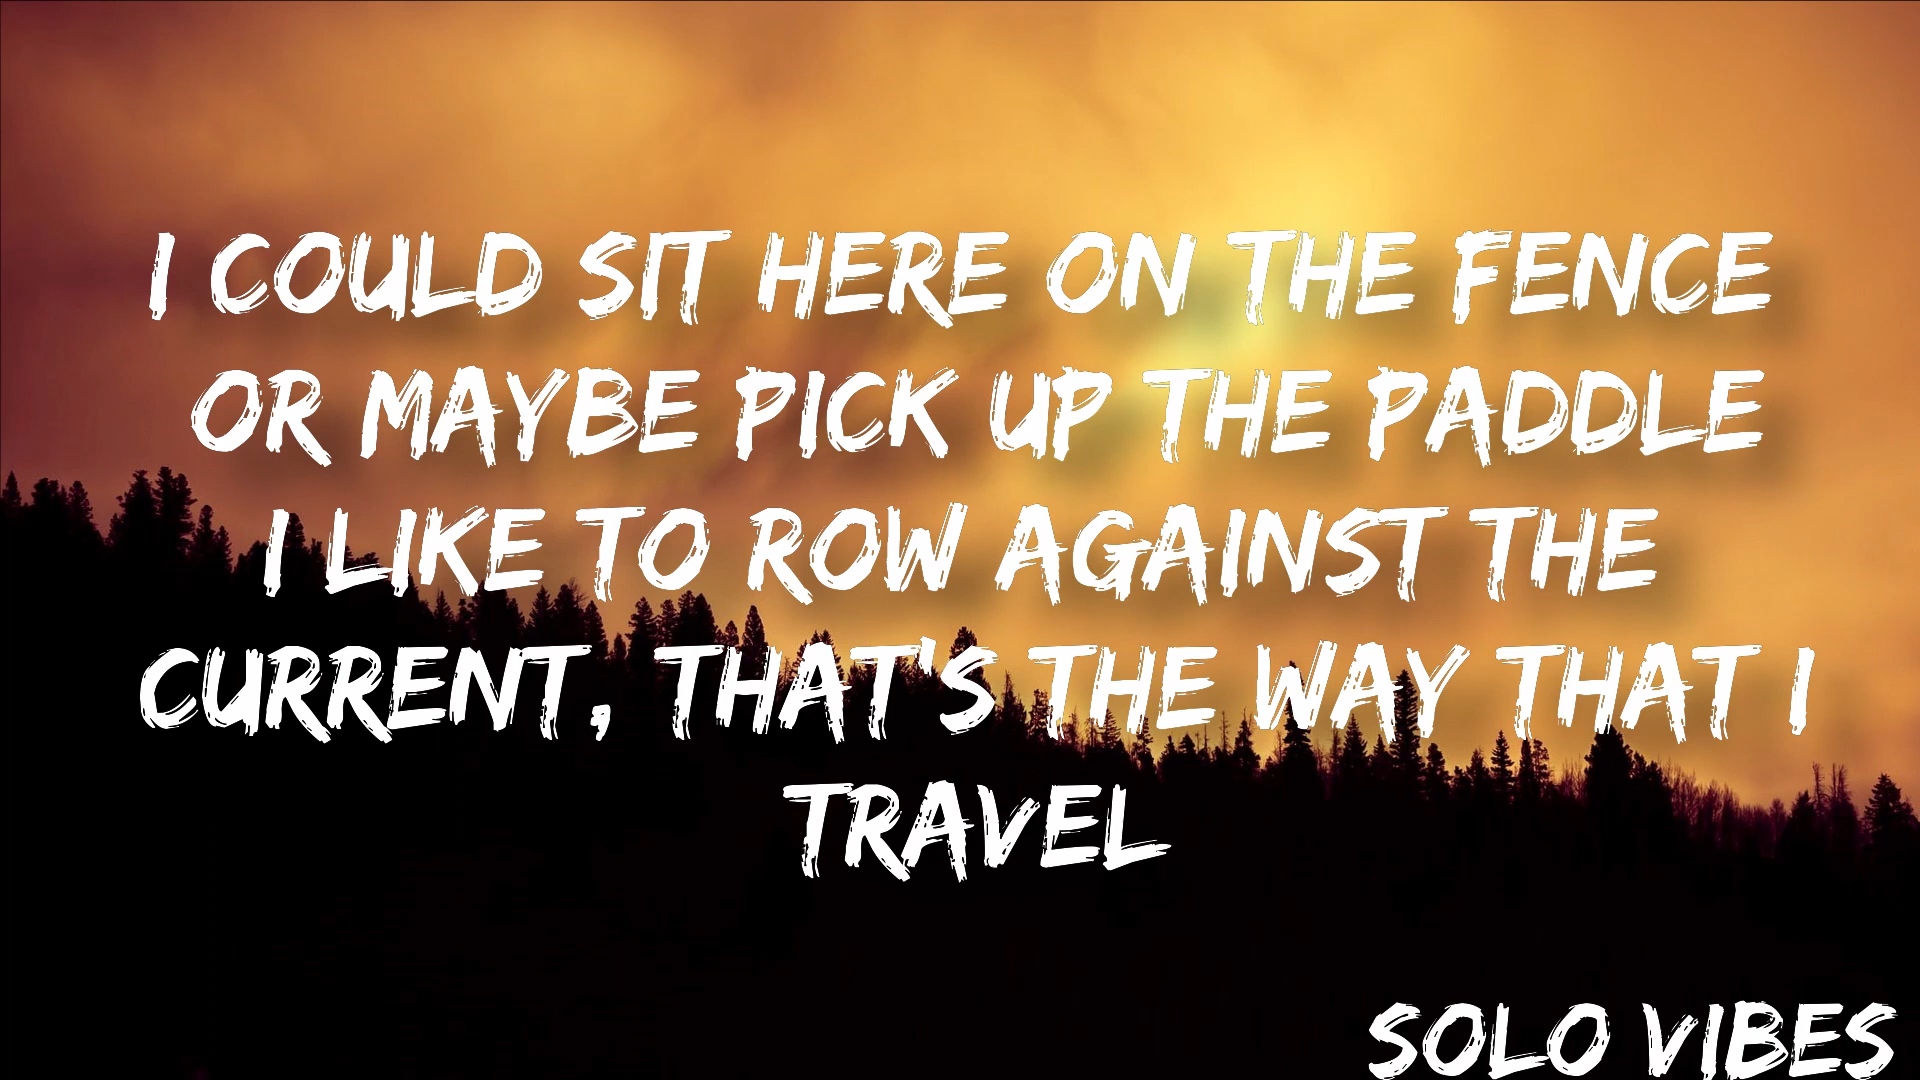 I COULD SIT HERE ON THE FENCE
OR MAYBE PICK UP THE PADDLE
I LIKE TO ROW AGAINST THE
CURRENT, THAT'S THE WAY THAT I
TRAVEL
SOLO VIBES